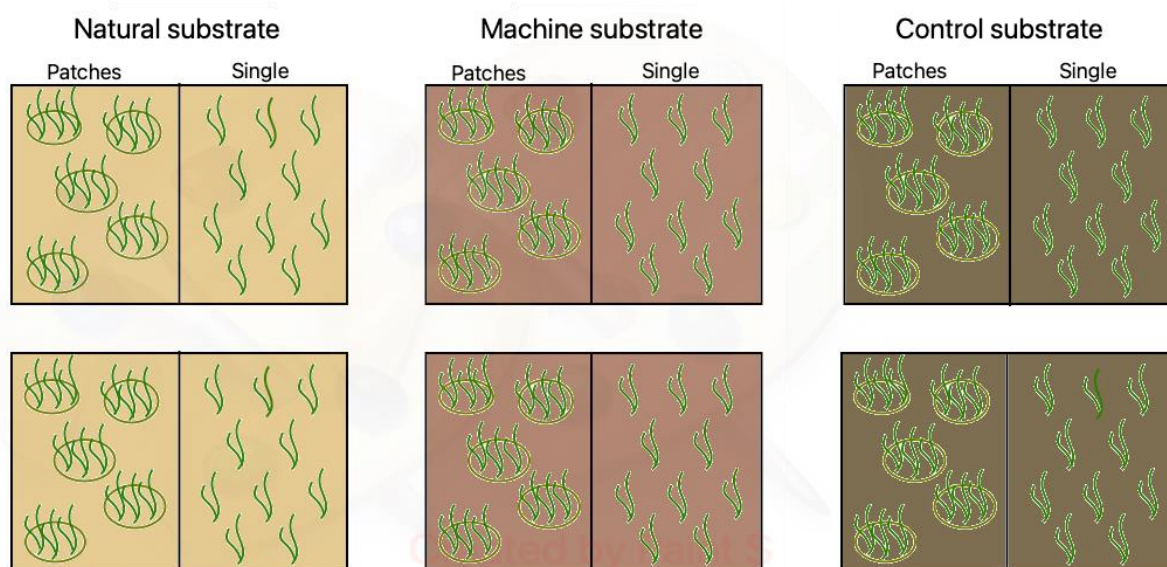 Natural substrate
Machine substrate
Control substrate
Patches
Single
Patches
Single
Patches
Single